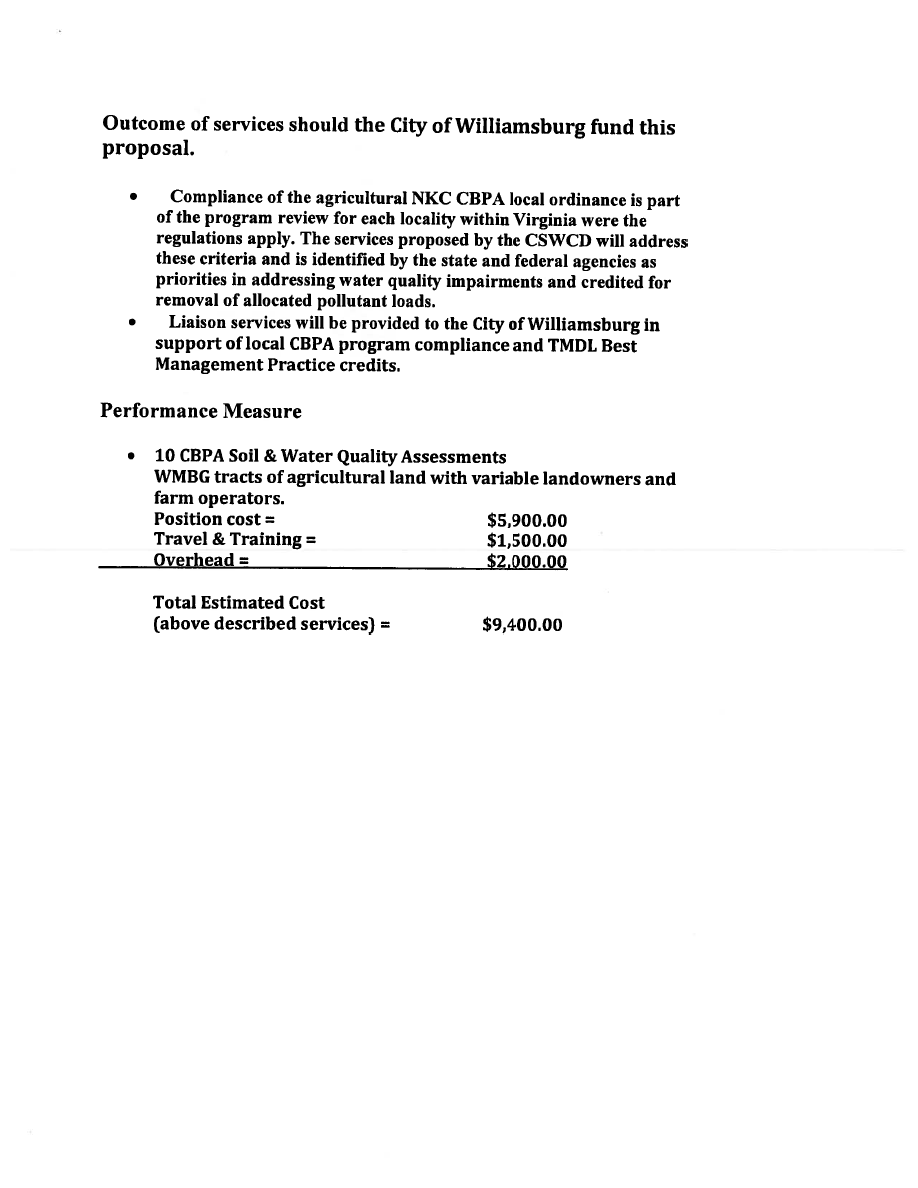 Outcome of services should the City of Williamsburg fund this
proposal.
• Compliance of the agricultural NKC CBPA local ordinance is part
of the program review for each locality within Virginia were the
regulations apply. The services proposed by the CSWCD will address
these criteria and is identified by the state and federal agencies as
priorities in addressing water quality impairments and credited for
removal of allocated pollutant loads.
• Liaison services will be provided to the City of Williamsburg in
support of local CBPA program compliance and TMDL Best
Management Practice credits.
Performance Measure
• 10 CBPA Soil & Water Quality Assessments
WMBG tracts of agricultural land with variable landowners and
farm operators.
Position cost = $5,900.00
Travel & Training = $1,500.00
Overhead = $2,000.00
Total Estimated Cost
(above described services) = $9,400.00